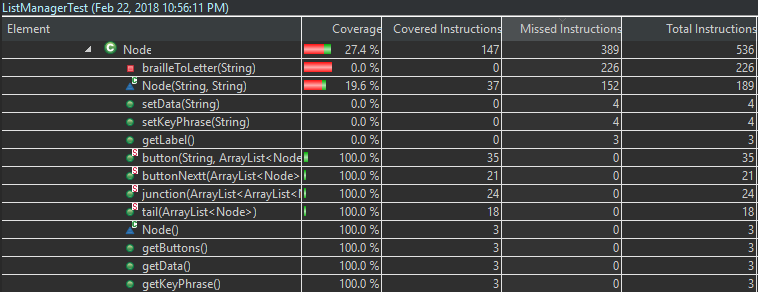 ListManagerTest (Feb 22, 2018 10:56:11 PM)
Element Coverage Covered Instructions Missed Instructions Total Instructions
C Node 27.4 % 147 389 536
brailleToLetter(String) 0.0 % 0 226 226
C Node(String, String) 19.6 % 37 152 189
setData(String) 0.0 % 0 4 4
setKeyPhrase(String) 0.0 % 0 4 4
getLabel() 0.0 % 0 3 3
S button(String, ArrayList<Node 100.0 % 35 0 35
S buttonNextt(ArrayList<Node> 100.0 % 21 0 21
S junction(ArrayList<ArrayList<I 100.0 % 24 0 24
S tail(ArrayList<Node>) 100.0 % 18 0 18
C Node() 100.0 % 3 0 3
getButtons() 100.0 % 3 0 3
getData() 100.0 % 3 0 3
getKeyPhrase() 100.0 % 3 0 3